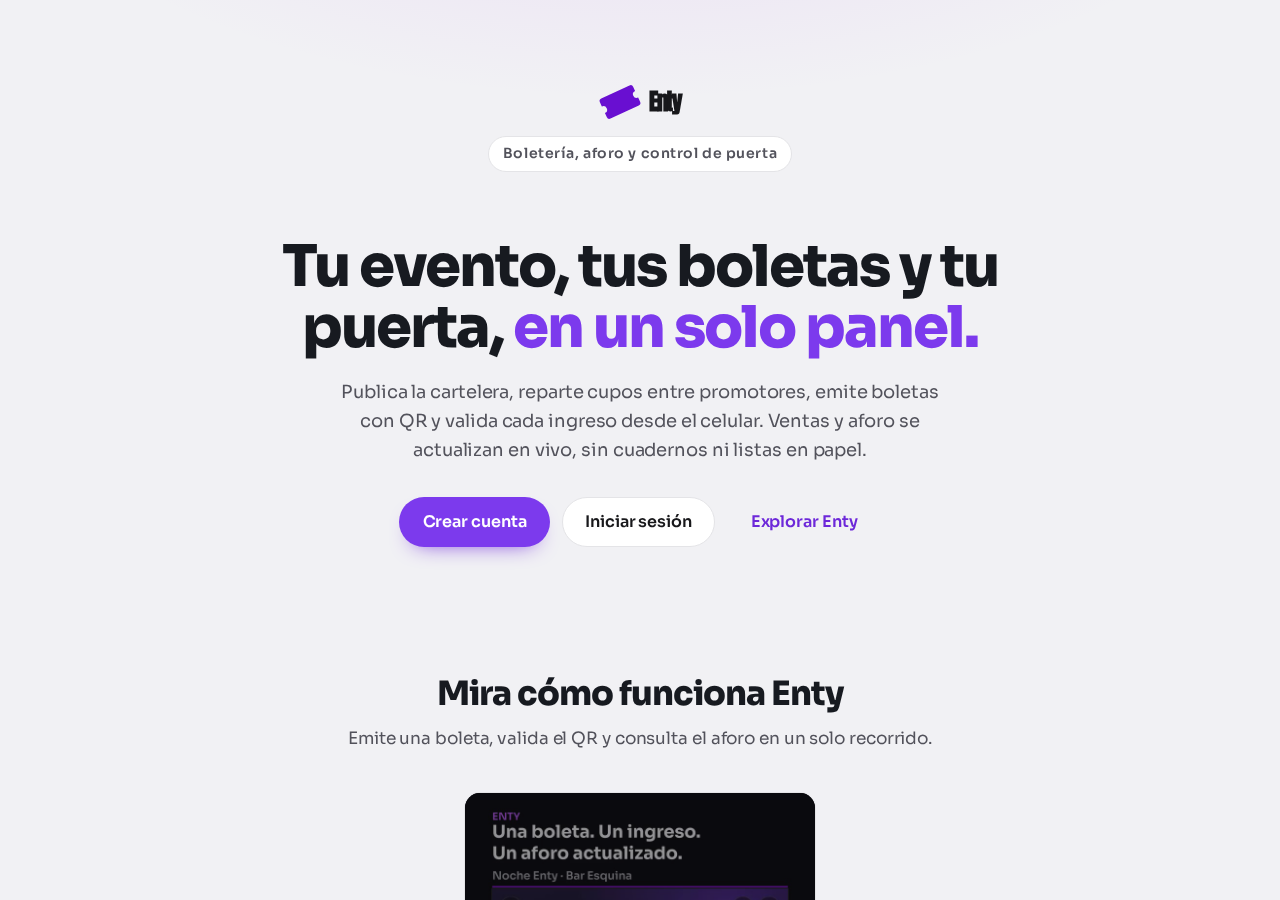 Enty
Boletería, aforo y control de puerta
Tu evento, tus boletas y tu
puerta, en un solo panel.
Publica la cartelera, reparte cupos entre promotores, emite boletas
con QR y valida cada ingreso desde el celular. Ventas y aforo se
actualizan en vivo, sin cuadernos ni listas en papel.
Crear cuenta
Iniciar sesión
Explorar Enty
Mira cómo funciona Enty
Emite una boleta, valida el QR y consulta el aforo en un solo recorrido.
ENTY
Una boleta. Un ingreso.
Un aforo actualizado.
Noche Enty · Bar Esquina